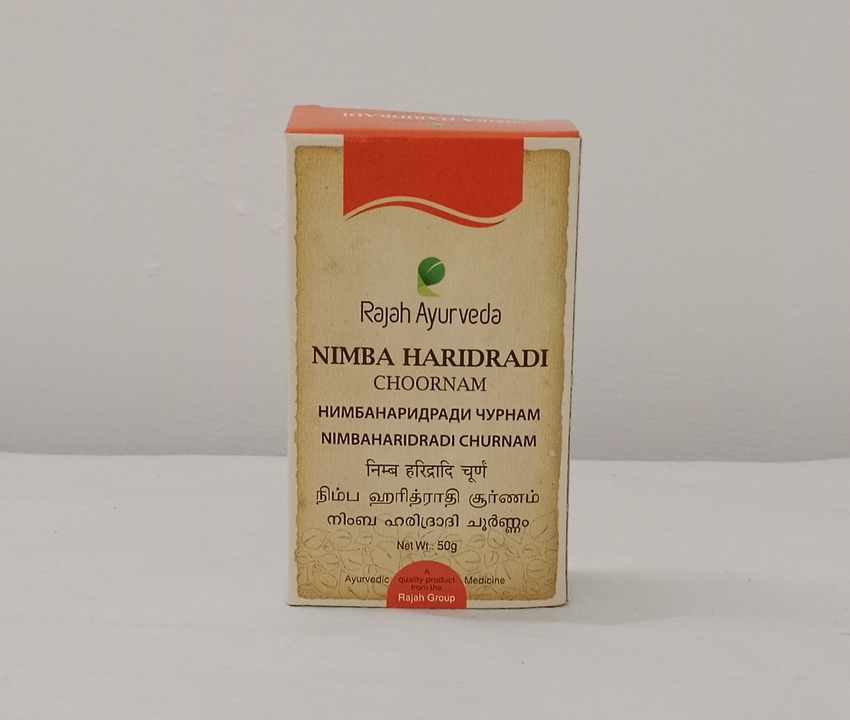 Rajah Ayurveda
NIMBA HARIDRADI
CHOORNAM
НИМБАНАРИДРАДИ ЧУРНАМ
NIMBAHARIDRADI CHURNAM
निम्ब हरिद्रादि चूर्णं
நிம்ப ஹரித்ராதி சூர்ணம்
നിംബ ഹരിദ്രാദി ചൂർണ്ണം
Net Wt.: 50g
Ayurvedic Medicine
A
quality product
from the
Rajah Group